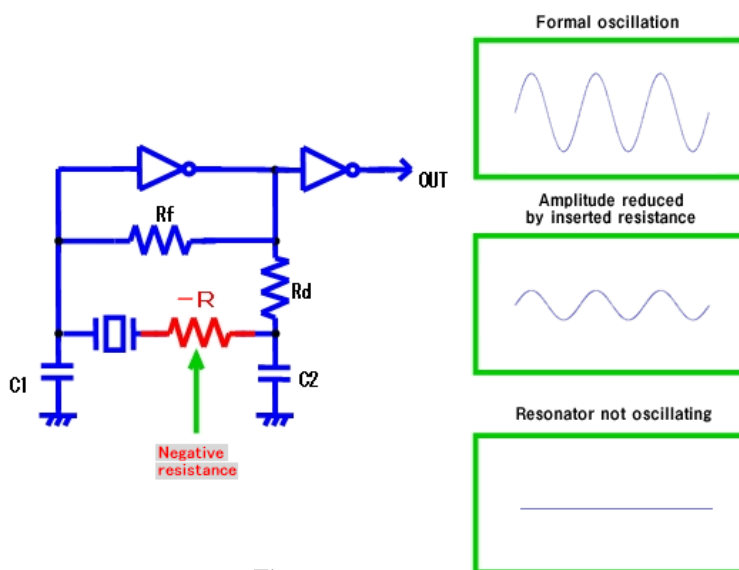 Formal oscillation
OUT
Rf
Amplitude reduced
by inserted resistance
Rd
−R
C1
C2
Resonator not oscillating
Negative
resistance